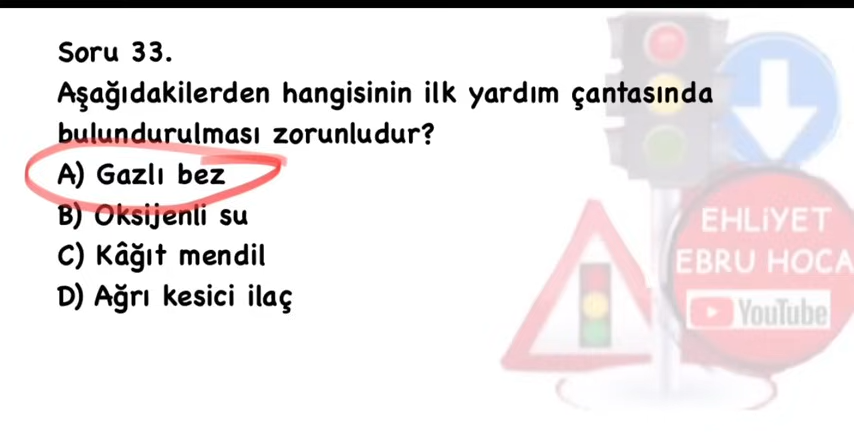 Soru 33.
Aşağıdakilerden hangisinin ilk yardım çantasında
bulundurulması zorunludur?
A) Gazlı bez
B) Oksijenli su
C) Kâğıt mendil
D) Ağrı kesici ilaç
EHLİYET
EBRU HOCA
YouTube